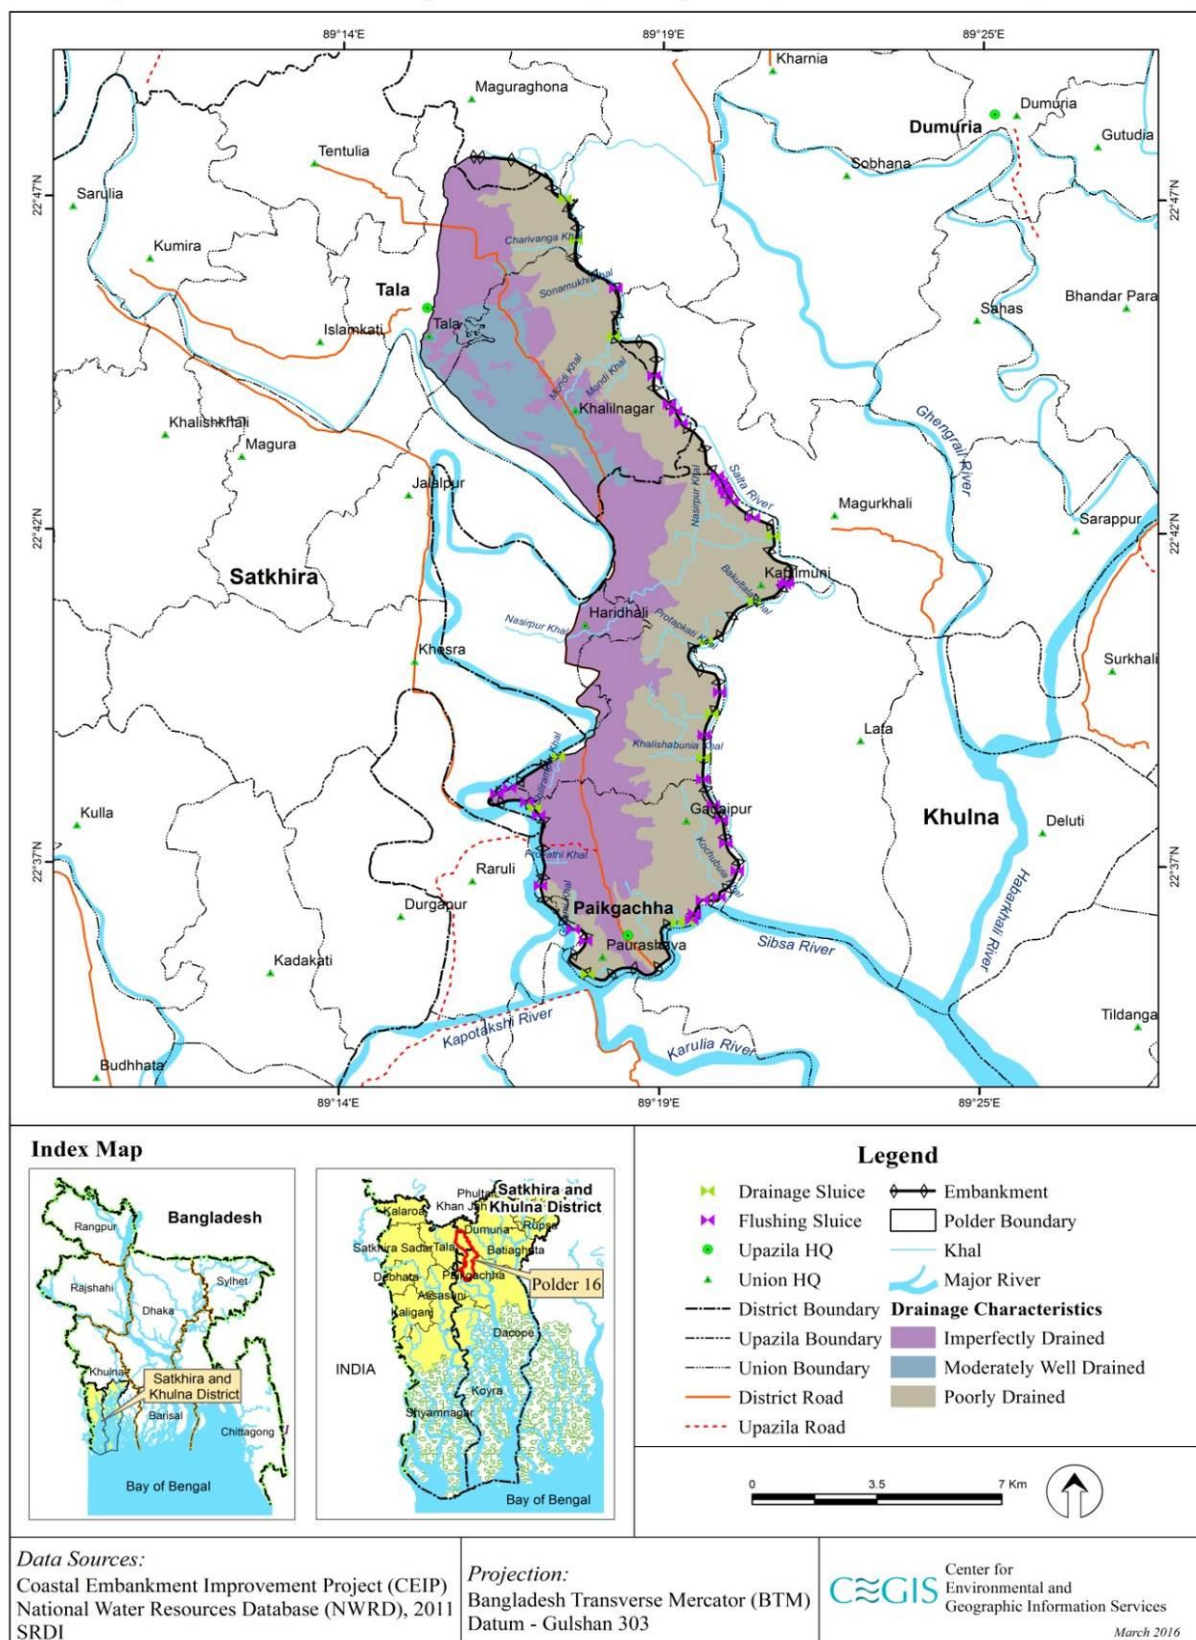 89°14'E
89°19'E
89°25'E
Kharnia
Maguraghona
Dumuria
Dumuria
Gutudia
Tentulia
Sobhana
22°47'N
22°47'N
Sarulia
Charivanga Khal
Kumira
Sonamukhi Khal
Tala
Bhandar Para
Sahas
Islamkati
Tala
Mondi Khal
Mondi Khal
Khalilnagar
Ghengrail River
Khalishkhali
Magura
Salta River
Jalalpur
Nasirpur Khal
Magurkhali
Sarappur
22°42'N
22°42'N
Satkhira
Kapilmuni
Bakultala Khal
Haridhali
Nasirpur Khal
Protapkati Khal
Khesra
Surkhali
Lata
Khalishabunia Khal
Kulla
Gadaipur
Khulna
Deluti
22°37'N
22°37'N
Raruli
Kochubuia Khal
Habarkhali River
Durgapur
Paikgachha
Paurashava
Sibsa River
Kadakati
Tildanga
Kapotakshi River
Karulia River
Budhhata
89°14'E
89°19'E
89°25'E
Index Map
Bangladesh
Rangpur
Rajshahi
Sylhet
Dhaka
Khulna
Satkhira and
Khulna District
Barisal
Chittagong
Bay of Bengal
Phultal
Satkhira and
Khulna District
Khan Jah
Kalaroa
Dumuria
Rupsa
Satkhira Sadar
Tala
Batiaghata
Debhata
Paikgachha
Polder 16
Assasuni
Kaliganj
Dacope
INDIA
Koyra
Shyamnagar
Bay of Bengal
Legend
Drainage Sluice
Embankment
Flushing Sluice
Polder Boundary
Upazila HQ
Khal
Union HQ
Major River
District Boundary
Drainage Characteristics
Upazila Boundary
Imperfectly Drained
Union Boundary
Moderately Well Drained
District Road
Poorly Drained
Upazila Road
0 3.5 7 Km
Data Sources:
Coastal Embankment Improvement Project (CEIP)
National Water Resources Database (NWRD), 2011
SRDI
Projection:
Bangladesh Transverse Mercator (BTM)
Datum - Gulshan 303
CEGIS
Center for
Environmental and
Geographic Information Services
March 2016